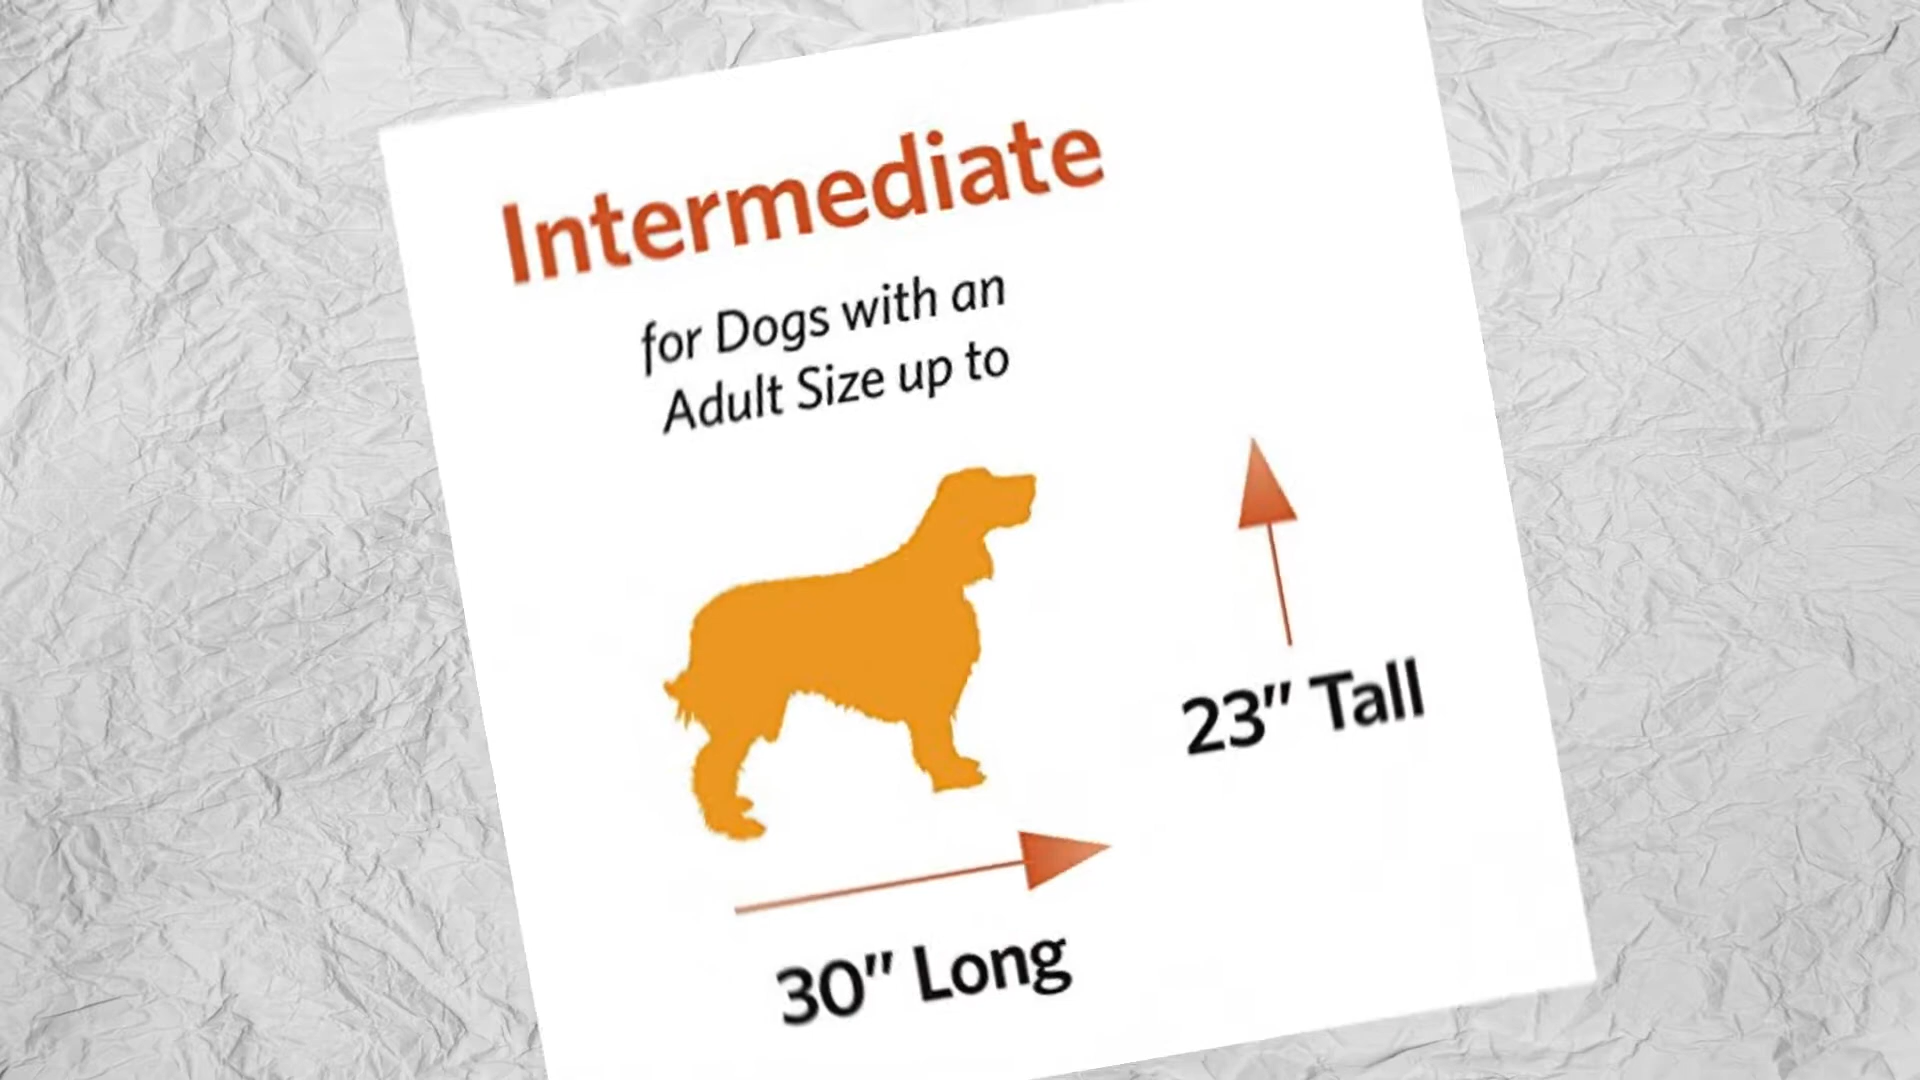 Intermediate
for Dogs with an
Adult Size up to
23" Tall
30" Long